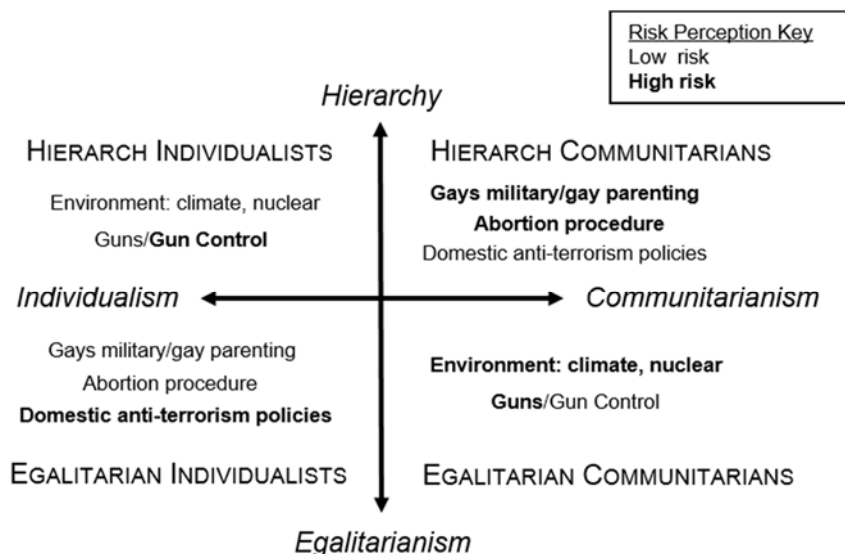 Risk Perception Key
Low risk
High risk
Hierarchy
HIERARCH INDIVIDUALISTS
HIERARCH COMMUNITARIANS
Environment: climate, nuclear
Guns/Gun Control
Gays military/gay parenting
Abortion procedure
Domestic anti-terrorism policies
Individualism
Communitarianism
Gays military/gay parenting
Abortion procedure
Domestic anti-terrorism policies
Environment: climate, nuclear
Guns/Gun Control
EGALITARIAN INDIVIDUALISTS
EGALITARIAN COMMUNITARIANS
Egalitarianism